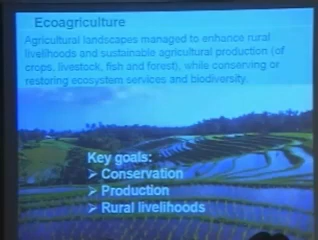 Ecoagriculture
Agricultural landscapes managed to enhance rural
livelihoods and sustainable agricultural production (of
crops, livestock, fish and forest), while conserving or
restoring ecosystem services and biodiversity.
Key goals:
➢ Conservation
➢ Production
➢ Rural livelihoods